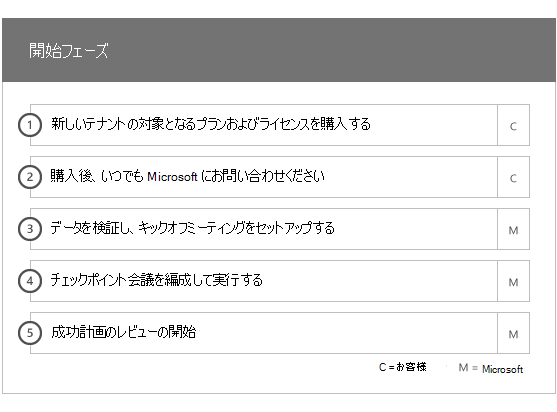 開始フェーズ
1 新しいテナントの対象となるプランおよびライセンスを購入する C
2 購入後、いつでも Microsoft にお問い合わせください C
3 データを検証し、キックオフミーティングをセットアップする M
4 チェックポイント会議を編成して実行する M
5 成功計画のレビューの開始 M
C =お客様 M = Microsoft